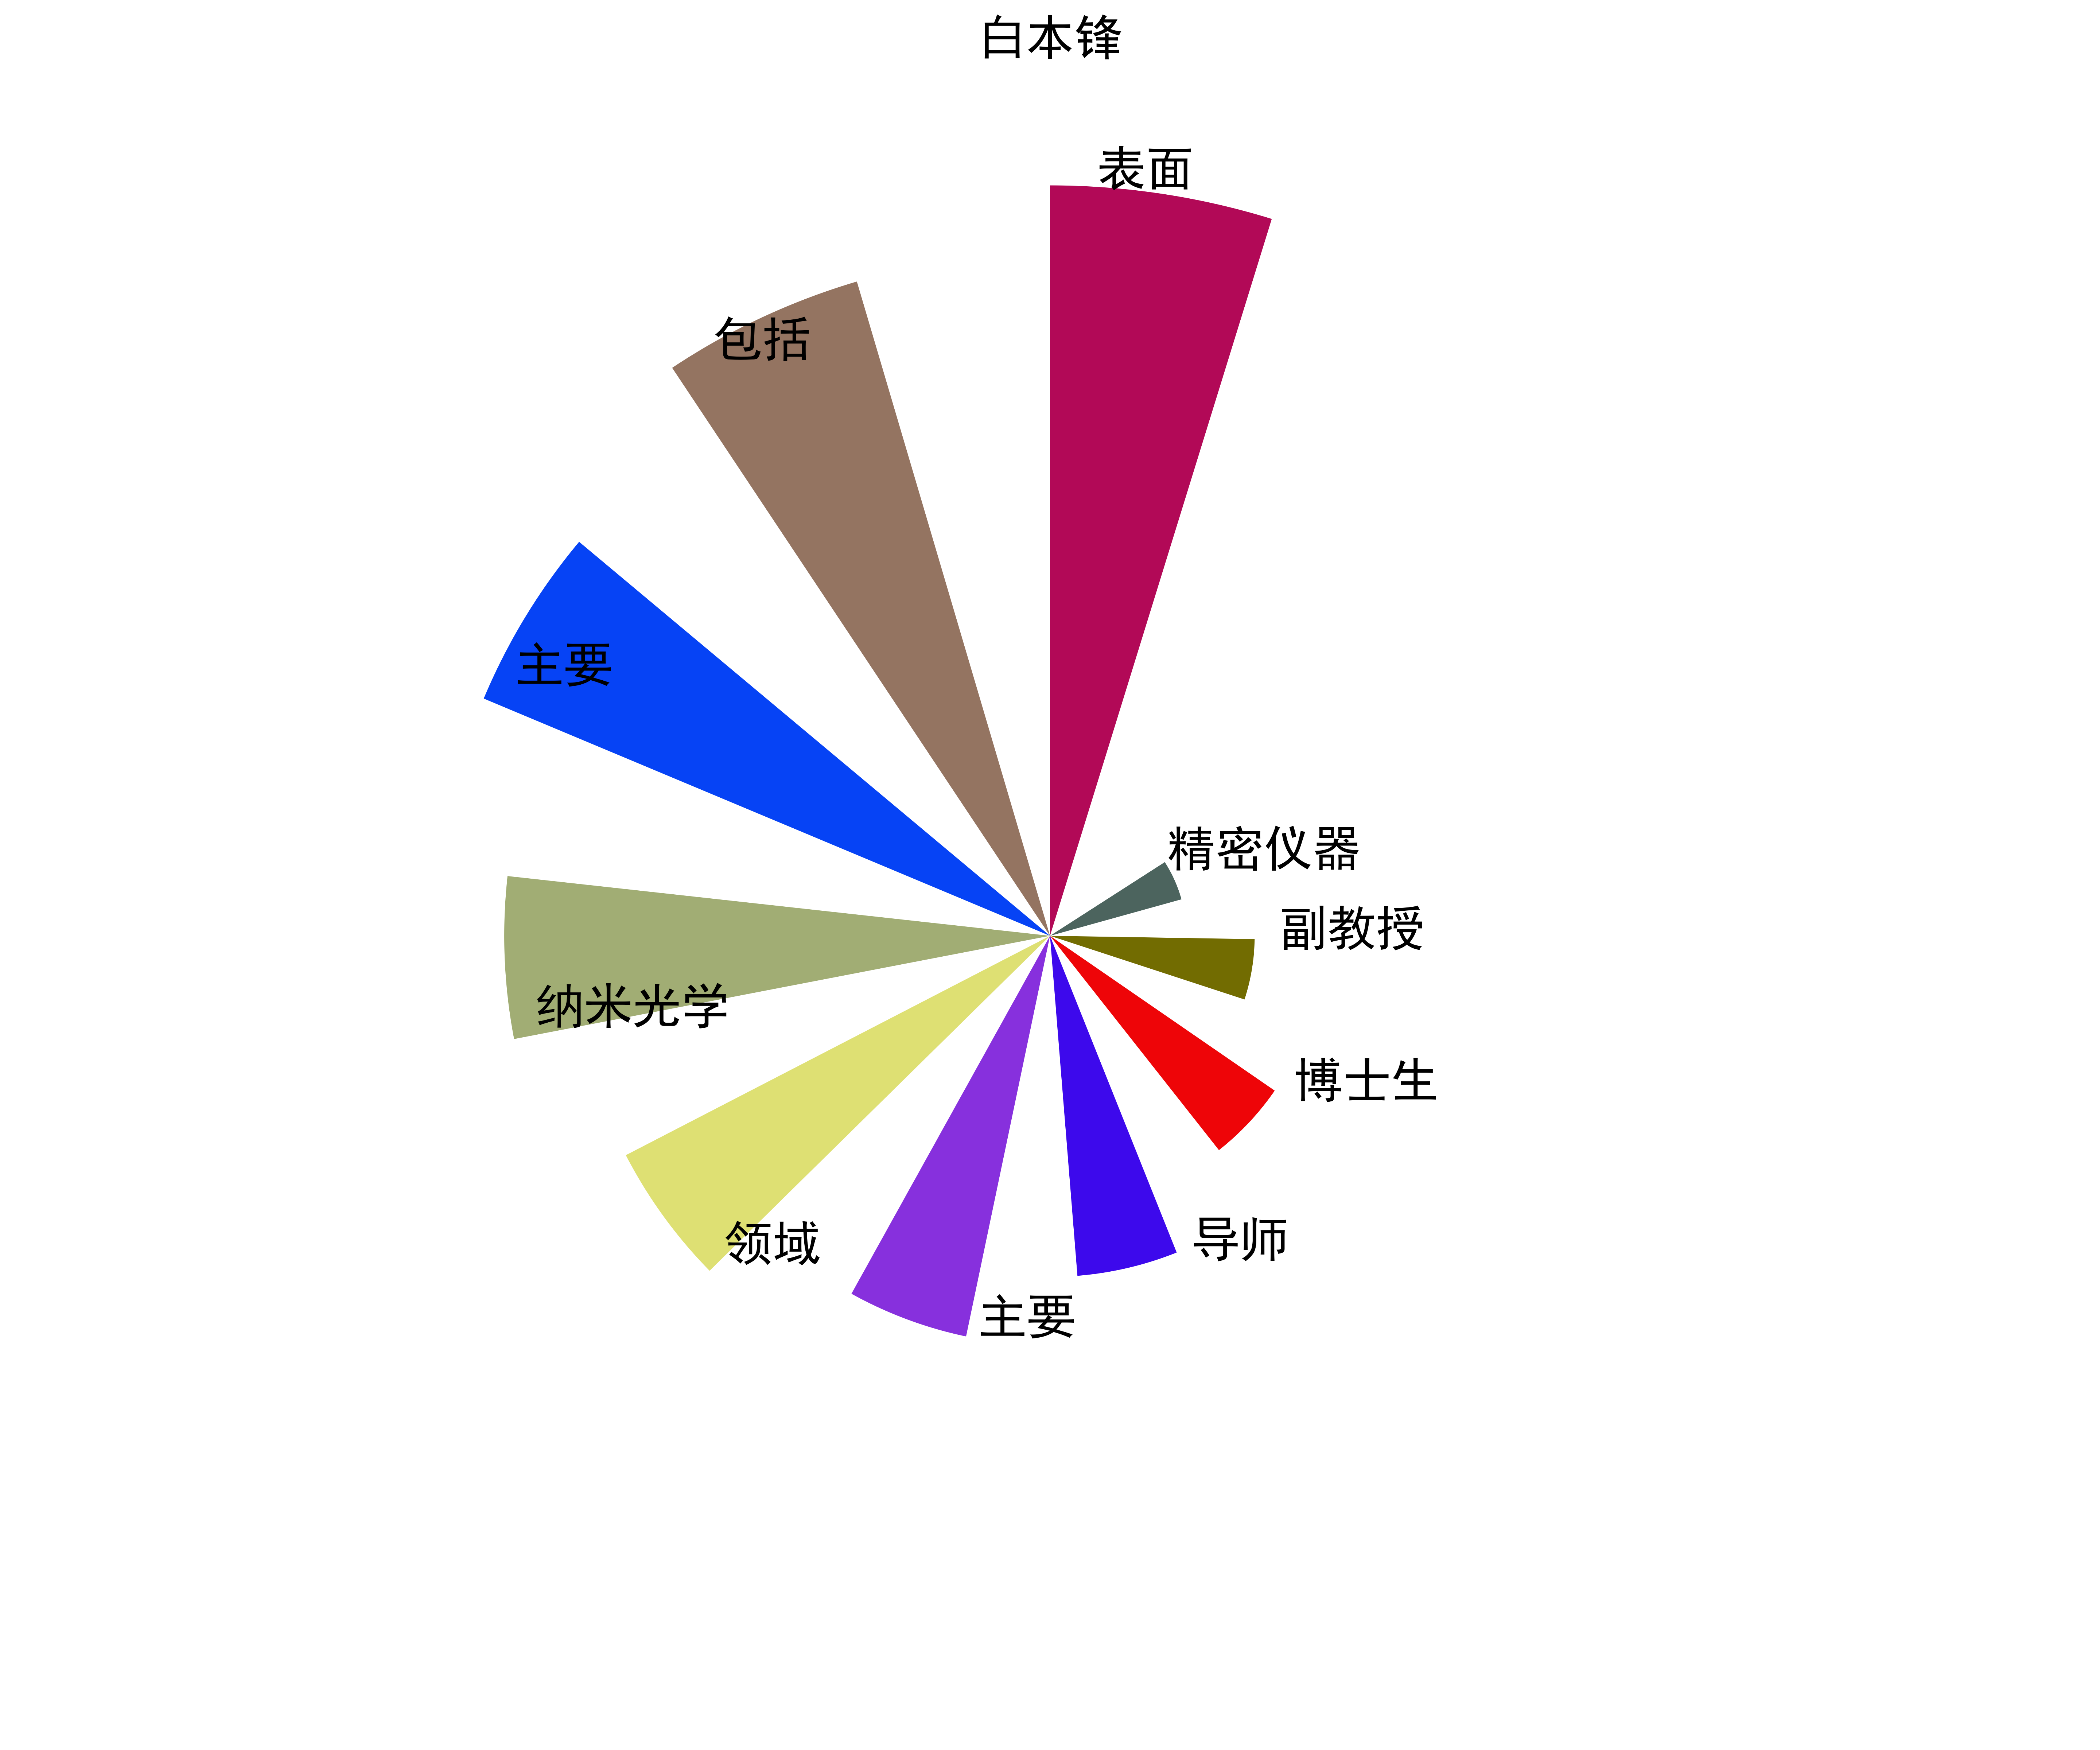 白本锋
表面
包括
主要
精密仪器
副教授
纳米光学
博士生
导师
领域
主要